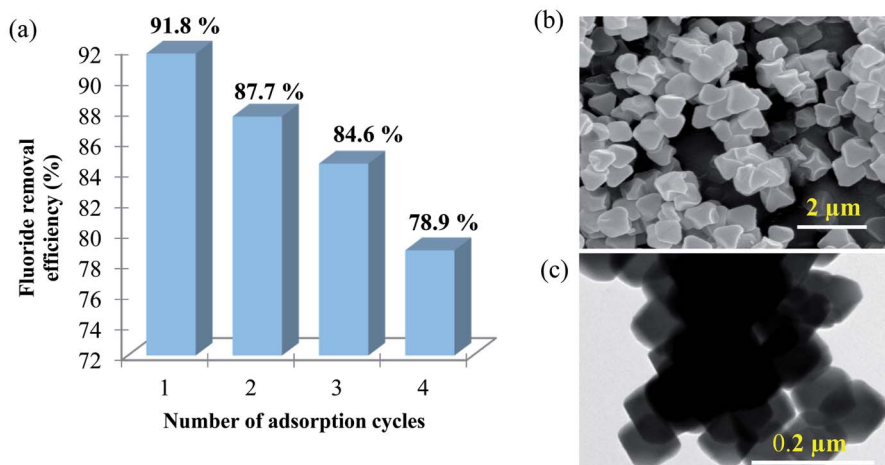 (a)
91.8 %
87.7 %
84.6 %
78.9 %
92
90
88
86
84
82
80
78
76
74
72
Fluoride removal
efficiency (%)
1 2 3 4
Number of adsorption cycles
(b)
2 µm
(c)
0.2 µm